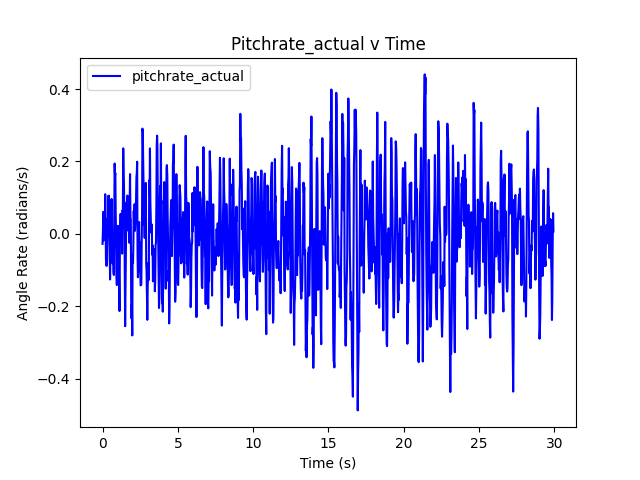 Pitchrate_actual v Time
pitchrate_actual
Angle Rate (radians/s)
0.4
0.2
0.0
−0.2
−0.4
0 5 10 15 20 25 30
Time (s)